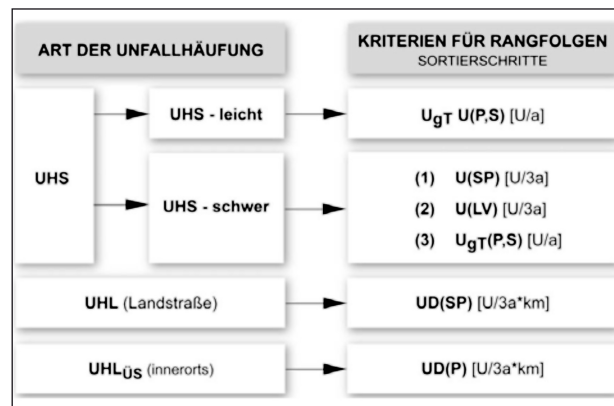 ART DER UNFALLHÄUFUNG
KRITERIEN FÜR RANGFOLGEN
SORTIERSCHRITTE
UHS
UHS - leicht
UgT U(P,S) [U/a]
UHS - schwer
(1) U(SP) [U/3a]
(2) U(LV) [U/3a]
(3) UgT(P,S) [U/a]
UHL (Landstraße)
UD(SP) [U/3a*km]
UHLÜS (innerorts)
UD(P) [U/3a*km]